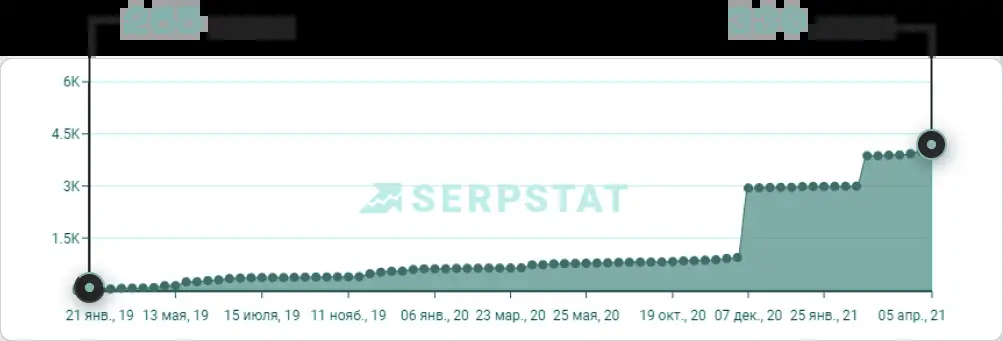 6K
4.5K
3K
SERPSTAT
1.5K
21 янв., 19 13 мая, 19 15 июля, 19 11 нояб., 19 06 янв., 20 23 мар., 20 25 мая, 20 19 окт., 20 07 дек., 20 25 янв., 21 05 апр., 21